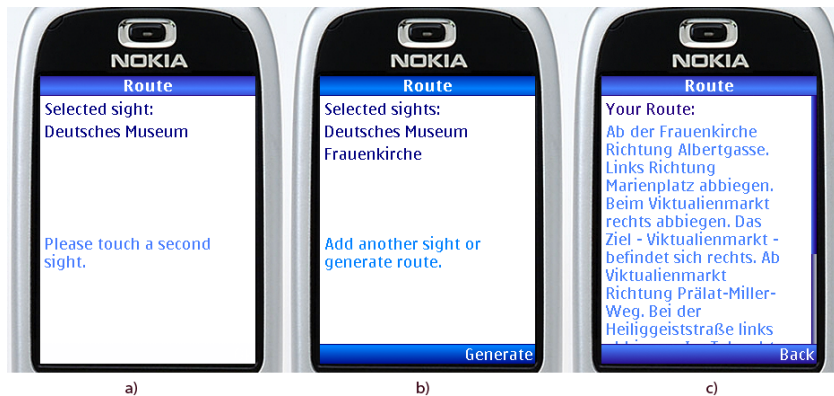 NOKIA
Route
Selected sight:
Deutsches Museum
Please touch a second
sight.
a)
NOKIA
Route
Selected sights:
Deutsches Museum
Frauenkirche
Add another sight or
generate route.
Generate
b)
NOKIA
Route
Your Route:
Ab der Frauenkirche
Richtung Albertgasse.
Links Richtung
Marienplatz abbiegen.
Beim Viktualienmarkt
rechts abbiegen. Das
Ziel - Viktualienmarkt -
befindet sich rechts. Ab
Viktualienmarkt
Richtung Prälat-Miller-
Weg. Bei der
Heiliggeiststraße links
Back
c)